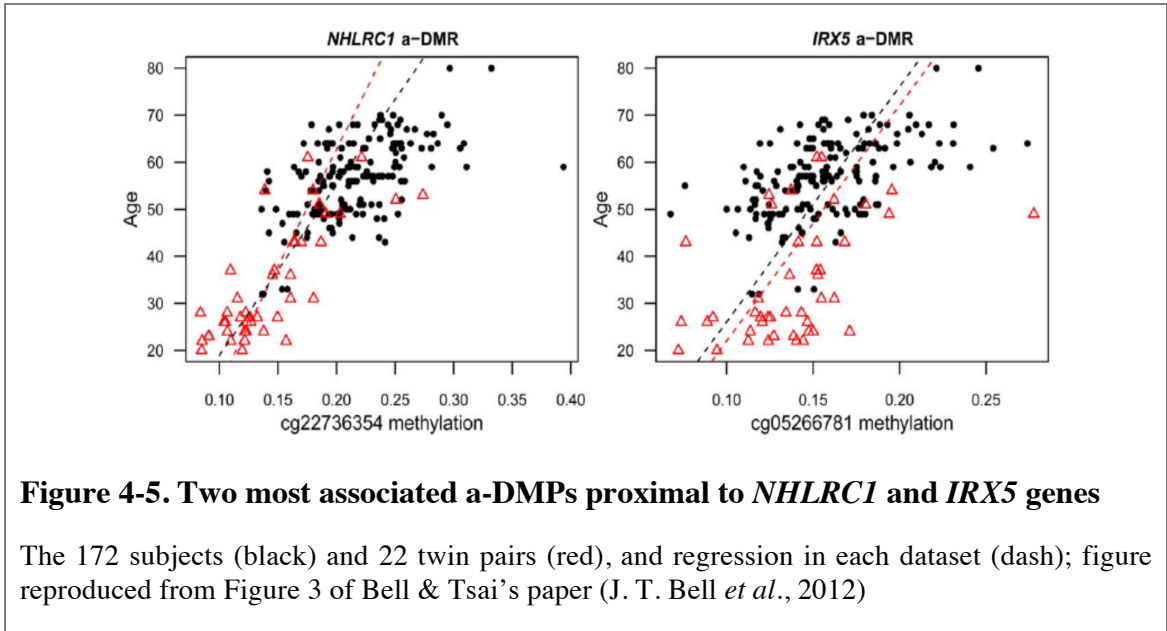 NHLRC1 a−DMR
IRX5 a−DMR
80
70
60
50
40
30
20
Age
0.10 0.15 0.20 0.25 0.30 0.35 0.40
cg22736354 methylation
80
70
60
50
40
30
20
Age
0.10 0.15 0.20 0.25
cg05266781 methylation
Figure 4-5. Two most associated a-DMPs proximal to NHLRC1 and IRX5 genes
The 172 subjects (black) and 22 twin pairs (red), and regression in each dataset (dash); figure
reproduced from Figure 3 of Bell & Tsai’s paper (J. T. Bell et al., 2012)